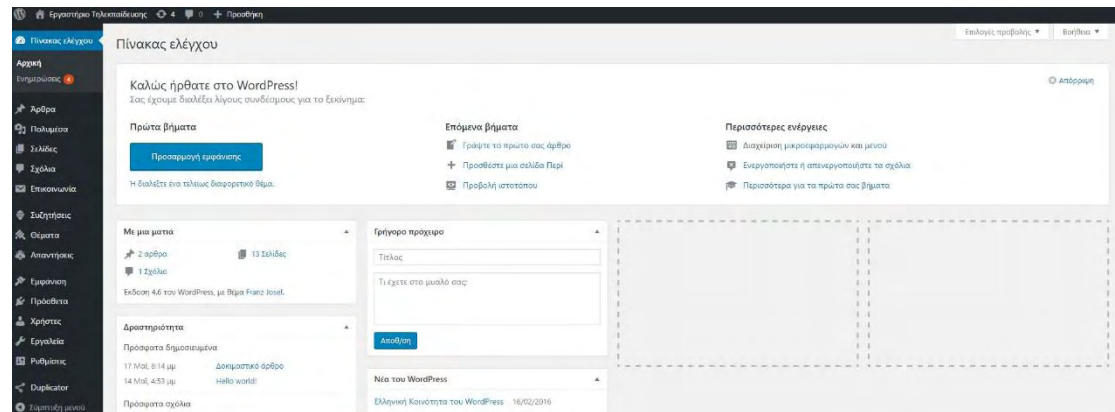 Εργαστήριο Τηλεκπαίδευσης 4 0 + Προσθήκη
Επιλογές προβολής ▼ Βοήθεια ▼
Πίνακας ελέγχου
Αρχική
Ενημερώσεις 4
Άρθρα
Πολυμέσα
Σελίδες
Σχόλια
Επικοινωνία
Συζητήσεις
Θέματα
Απαντήσεις
Εμφάνιση
Πρόσθετα
Χρήστες
Εργαλεία
Ρυθμίσεις
Duplicator
Σύμπτυξη μενού
Πίνακας ελέγχου
Καλώς ήρθατε στο WordPress!
Απόρριψη
Σας έχουμε διαλέξει λίγους συνδέσμους για το ξεκίνημα:
Πρώτα βήματα
Προσαρμογή εμφάνισης
Ή διαλέξτε ένα τελείως διαφορετικό θέμα.
Επόμενα βήματα
Γράψτε το πρώτο σας άρθρο
Προσθέστε μια σελίδα Περί
Προβολή ιστοτόπου
Περισσότερες ενέργειες
Διαχείριση μικροεφαρμογών και μενού
Ενεργοποιήστε ή απενεργοποιήστε τα σχόλια
Περισσότερα για τα πρώτα σας βήματα
Με μια ματιά
2 άρθρα
13 Σελίδες
1 Σχόλιο
Έκδοση 4.6 του WordPress, με θέμα Franz Josef.
Δραστηριότητα
Πρόσφατα δημοσιευμένα
17 Μαΐ, 8:14 μμ Δοκιμαστικό άρθρο
14 Μαΐ, 4:53 μμ Hello world!
Πρόσφατα σχόλια
Γρήγορο πρόχειρο
Τίτλος
Τι έχετε στο μυαλό σας;
Αποθ/ση
Νέα του WordPress
Ελληνική Κοινότητα του WordPress 16/02/2016